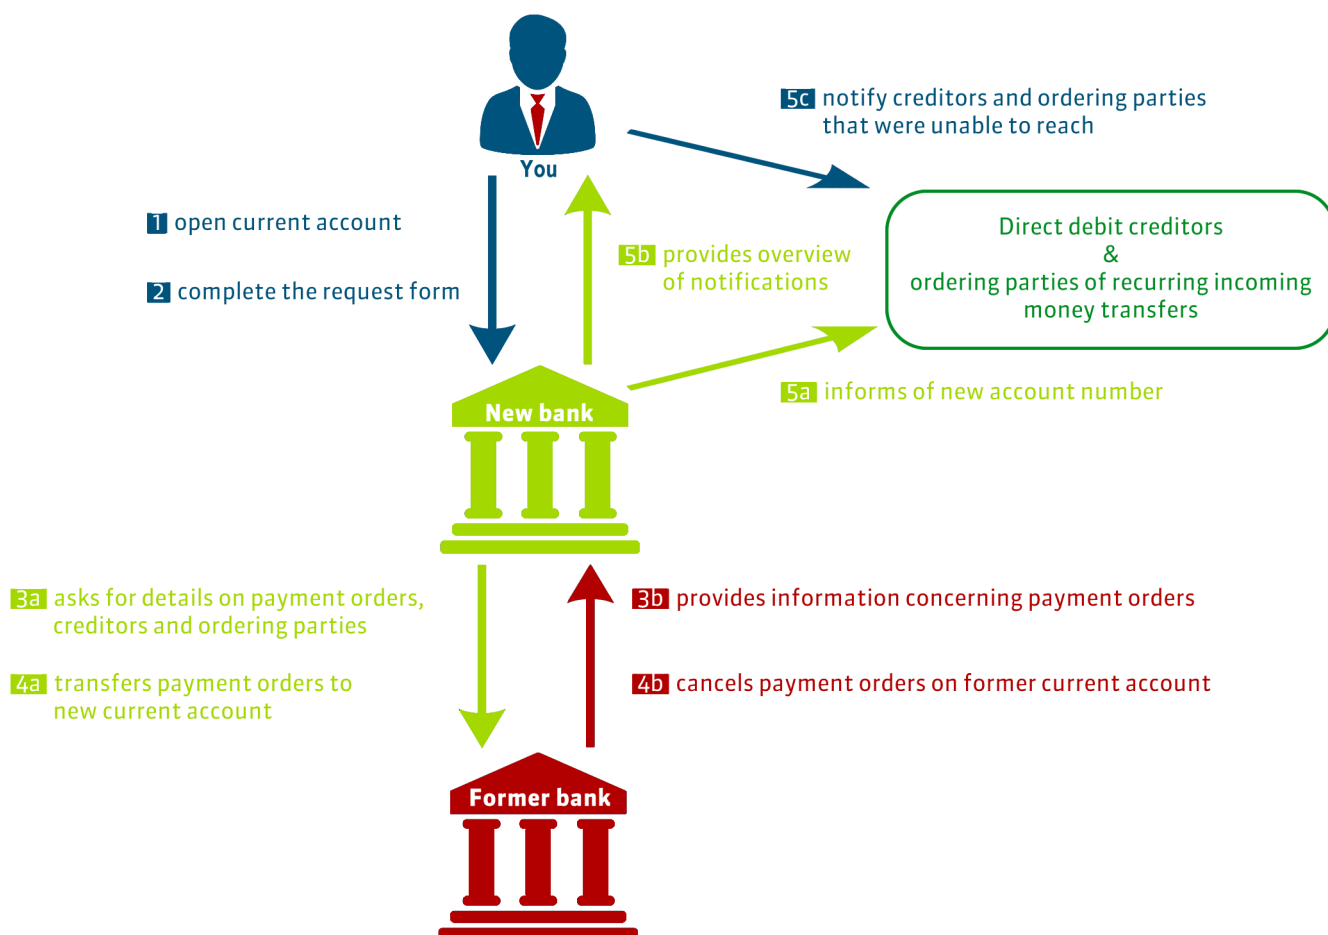 You
5c notify creditors and ordering parties
that were unable to reach
1 open current account
2 complete the request form
5b provides overview
of notifications
Direct debit creditors
&
ordering parties of recurring incoming
money transfers
5a informs of new account number
New bank
3a asks for details on payment orders,
creditors and ordering parties
4a transfers payment orders to
new current account
3b provides information concerning payment orders
4b cancels payment orders on former current account
Former bank